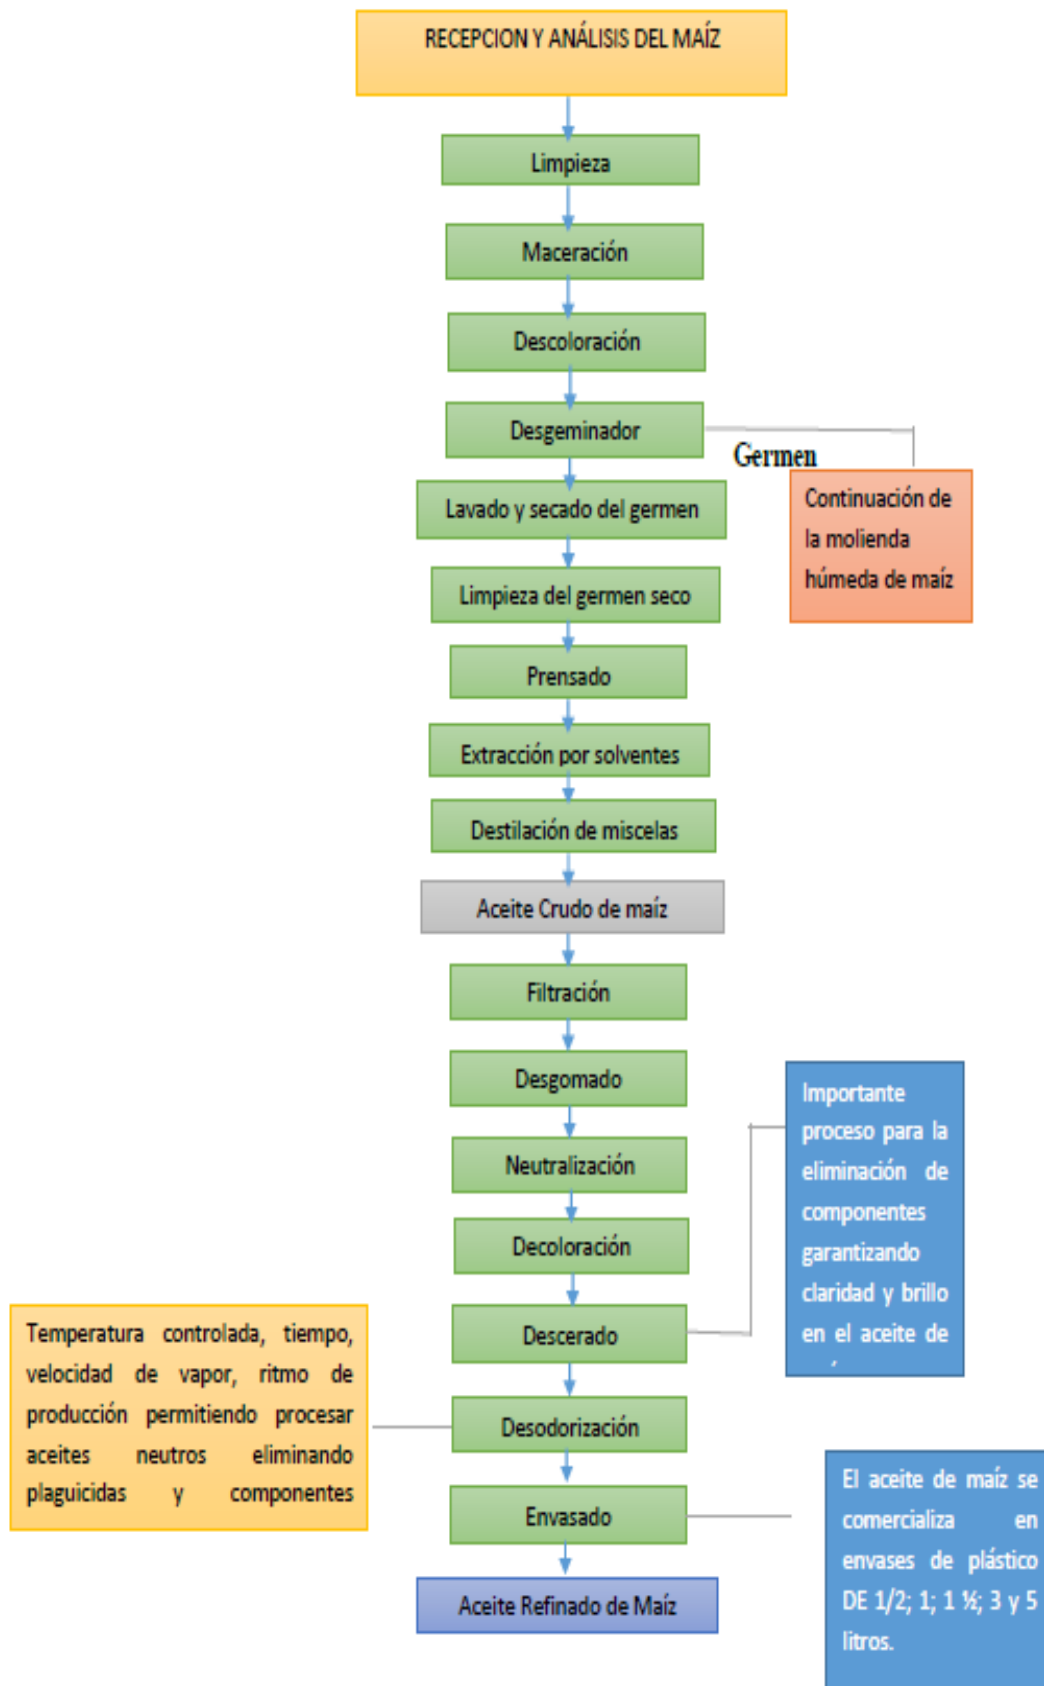 RECEPCION Y ANÁLISIS DEL MAÍZ
Limpieza
Maceración
Descoloración
Desgeminador
Germen
Continuación de
la molienda
húmeda de maíz
Lavado y secado del germen
Limpieza del germen seco
Prensado
Extracción por solventes
Destilación de miscelas
Aceite Crudo de maíz
Filtración
Desgomado
Neutralización
Decoloración
Descerado
Importante
proceso para la
eliminación de
componentes
garantizando
claridad y brillo
en el aceite de
Desodorización
Temperatura controlada, tiempo,
velocidad de vapor, ritmo de
producción permitiendo procesar
aceites neutros eliminando
plaguicidas y componentes
Envasado
El aceite de maíz se
comercializa en
envases de plástico
DE 1/2; 1; 1 ½; 3 y 5
litros.
Aceite Refinado de Maíz